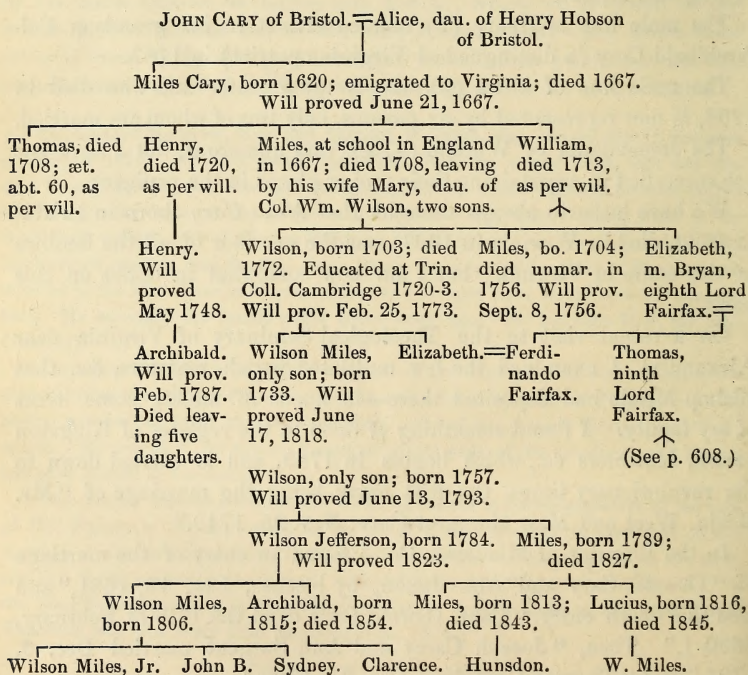 JOHN CARY of Bristol.=Alice, dau. of Henry Hobson
of Bristol.
Miles Cary, born 1620; emigrated to Virginia; died 1667.
Will proved June 21, 1667.
Thomas, died
1708; æt.
abt. 60, as
per will.
Henry,
died 1720,
as per will.
Miles, at school in England
in 1667; died 1708, leaving
by his wife Mary, dau. of
Col. Wm. Wilson, two sons.
William,
died 1713,
as per will.
Henry.
Will
proved
May 1748.
Wilson, born 1703; died
1772. Educated at Trin.
Coll. Cambridge 1720-3.
Will prov. Feb. 25, 1773.
Miles, bo. 1704;
died unmar. in
1756. Will prov.
Sept. 8, 1756.
Elizabeth,
m. Bryan,
eighth Lord
Fairfax.=
Archibald.
Will prov.
Feb. 1787.
Died leav-
ing five
daughters.
Wilson Miles,
only son; born
1733. Will
proved June
17, 1818.
Elizabeth.=Ferdi-
nando
Fairfax.
Thomas,
ninth
Lord
Fairfax.
(See p. 608.)
Wilson, only son; born 1757.
Will proved June 13, 1793.
Wilson Jefferson, born 1784.
Will proved 1823.
Miles, born 1789;
died 1827.
Wilson Miles,
born 1806.
Archibald, born
1815; died 1854.
Miles, born 1813;
died 1843.
Lucius, born 1816,
died 1845.
Wilson Miles, Jr. John B. Sydney. Clarence. Hunsdon. W. Miles.